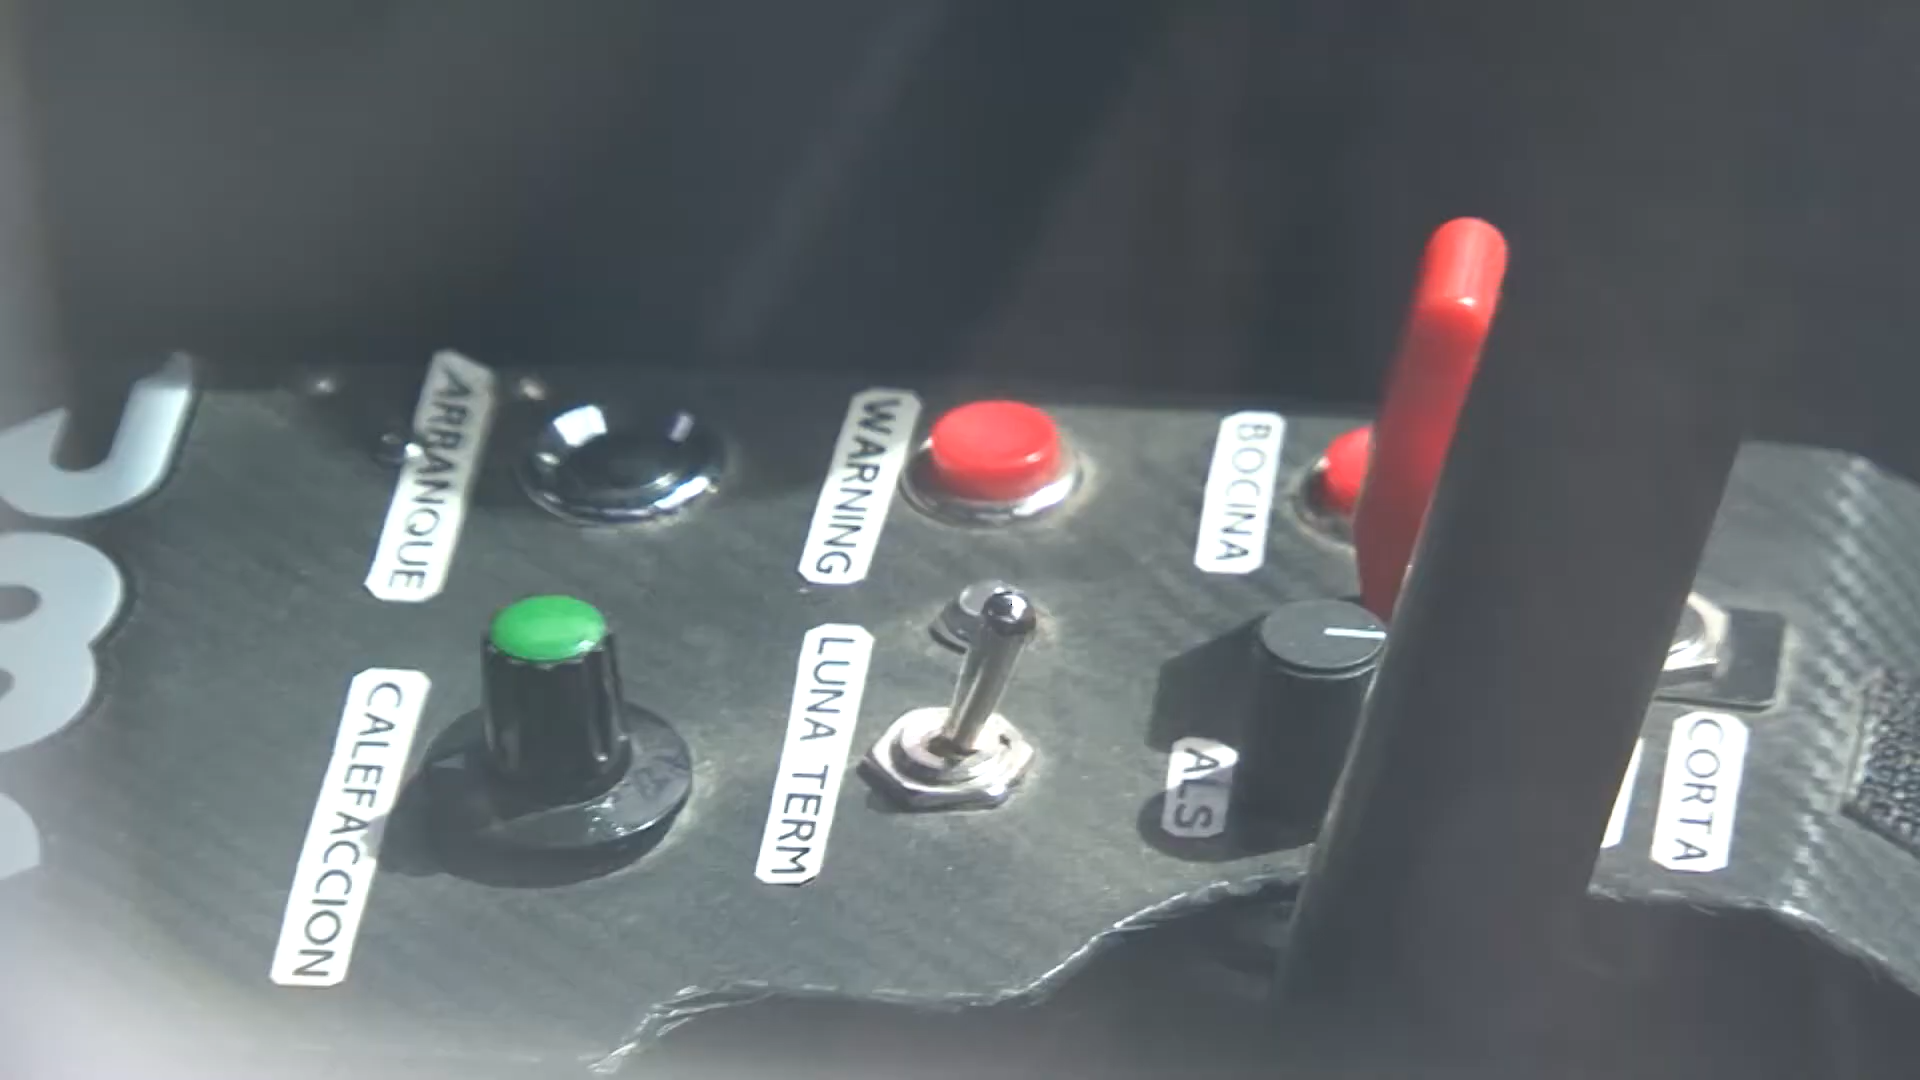 ARRANQUE
WARNING
BOCINA
CALEFACCION
LUNA TERM
ALS
CORTA